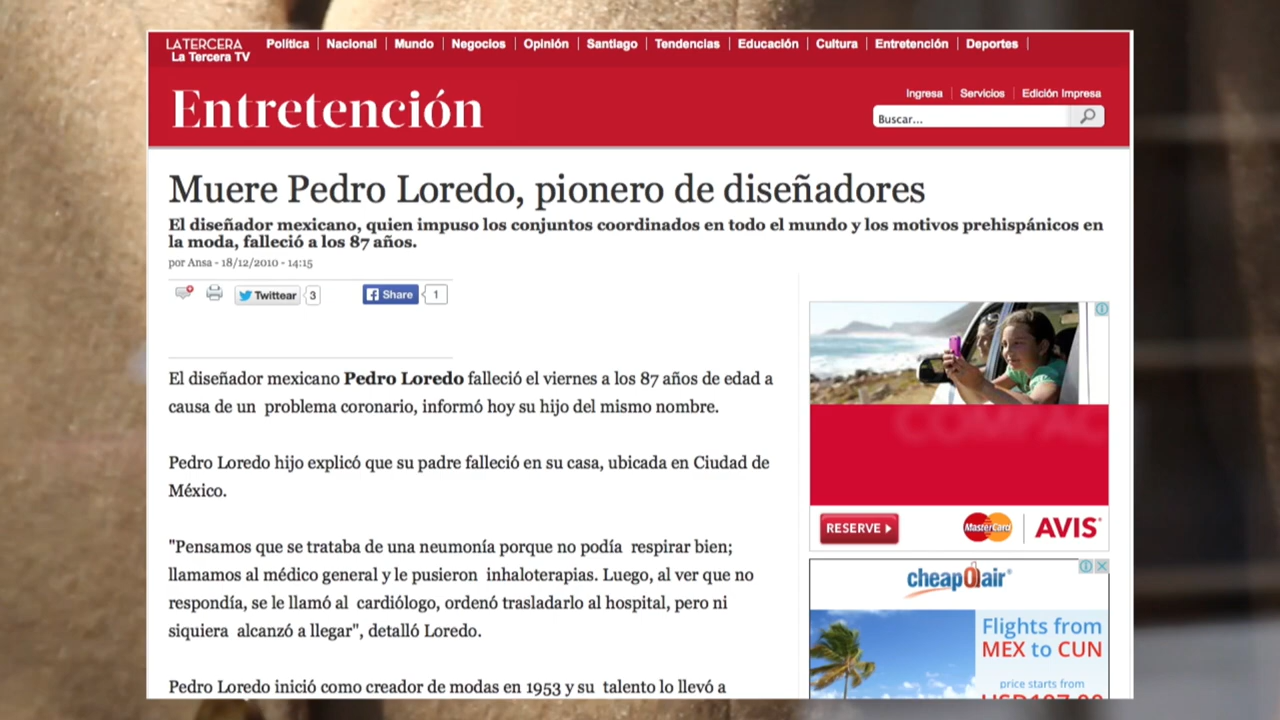 LATERCERA Política Nacional Mundo Negocios Opinión Santiago Tendencias Educación Cultura Entretención Deportes
La Tercera TV
Entretención
Ingresa Servicios Edición Impresa
Buscar...
Muere Pedro Loredo, pionero de diseñadores
El diseñador mexicano, quien impuso los conjuntos coordinados en todo el mundo y los motivos prehispánicos en
la moda, falleció a los 87 años.
por Ansa - 18/12/2010 - 14:15
Twittear 3 Share 1
El diseñador mexicano Pedro Loredo falleció el viernes a los 87 años de edad a
causa de un problema coronario, informó hoy su hijo del mismo nombre.
Pedro Loredo hijo explicó que su padre falleció en su casa, ubicada en Ciudad de
México.
"Pensamos que se trataba de una neumonía porque no podía respirar bien;
llamamos al médico general y le pusieron inhaloterapias. Luego, al ver que no
respondía, se le llamó al cardiólogo, ordenó trasladarlo al hospital, pero ni
siquiera alcanzó a llegar", detalló Loredo.
Pedro Loredo inició como creador de modas en 1953 y su talento lo llevó a
RESERVE MasterCard AVIS
cheapOair
Flights from
MEX to CUN
price starts from